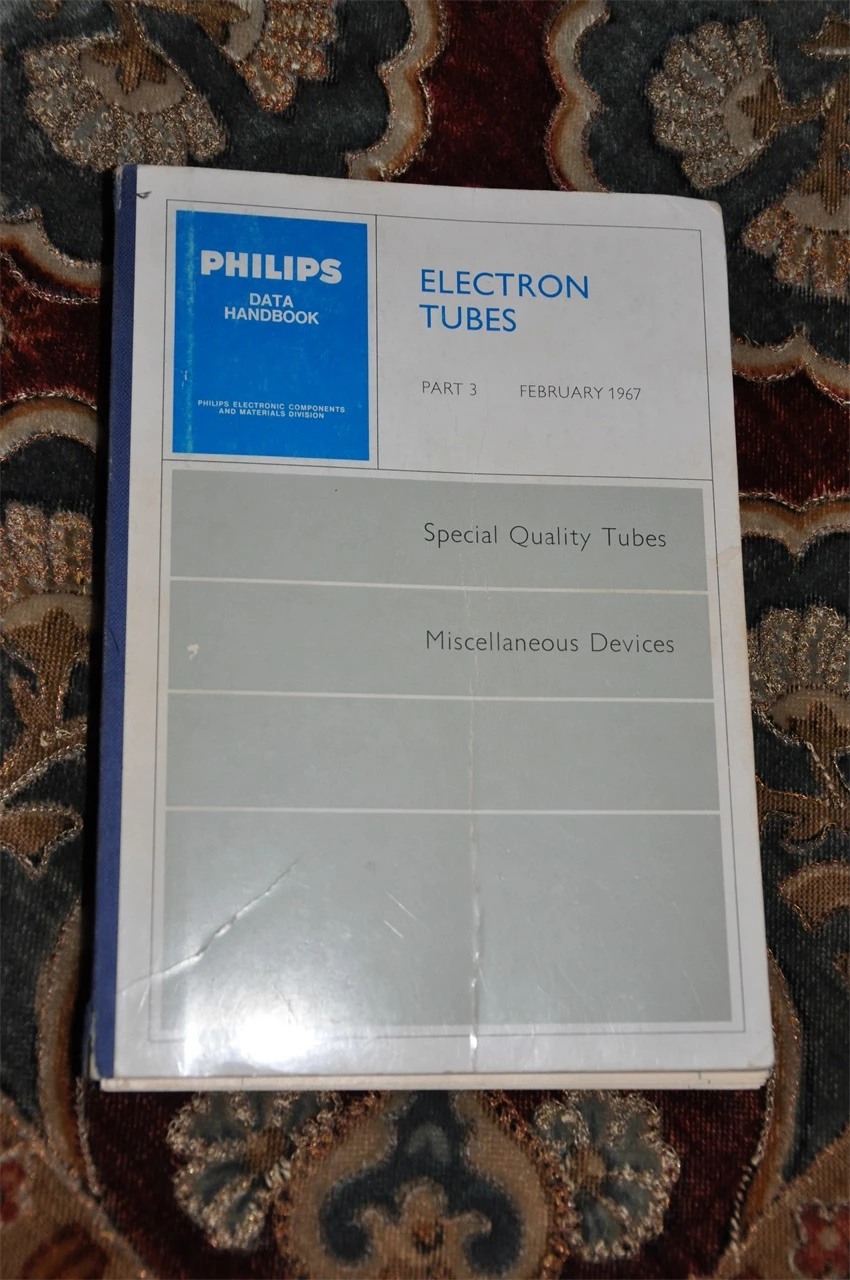 PHILIPS
DATA
HANDBOOK
PHILIPS ELECTRONIC COMPONENTS
AND MATERIALS DIVISION
ELECTRON
TUBES
PART 3 FEBRUARY 1967
Special Quality Tubes
Miscellaneous Devices